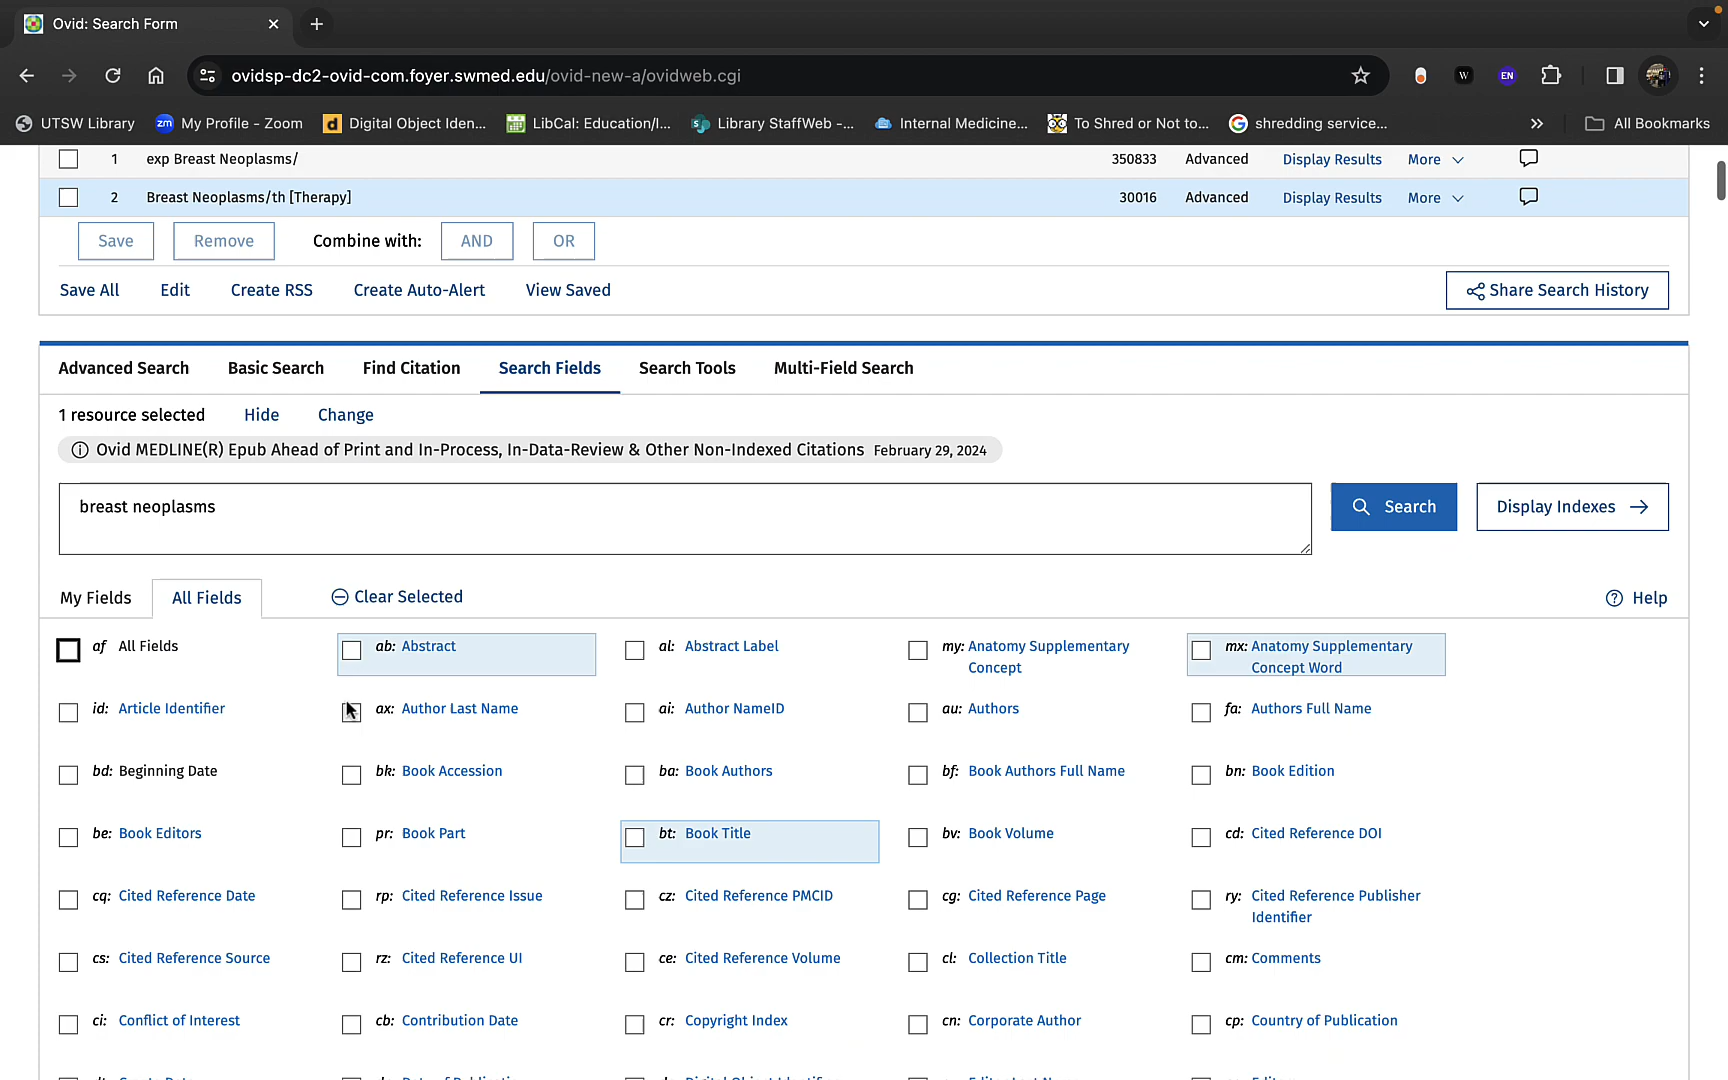 Ovid: Search Form
ovidsp-dc2-ovid-com.foyer.swmed.edu/ovid-new-a/ovidweb.cgi
W
EN
UTSW Library
zm My Profile - Zoom
Digital Object Iden...
LibCal: Education/I...
Library StaffWeb -...
Internal Medicine...
To Shred or Not to...
shredding service...
All Bookmarks
1 exp Breast Neoplasms/ 350833 Advanced Display Results More
2 Breast Neoplasms/th [Therapy] 30016 Advanced Display Results More
Save Remove Combine with: AND OR
Save All Edit Create RSS Create Auto-Alert View Saved Share Search History
Advanced Search Basic Search Find Citation Search Fields Search Tools Multi-Field Search
1 resource selected Hide Change
Ovid MEDLINE(R) Epub Ahead of Print and In-Process, In-Data-Review & Other Non-Indexed Citations February 29, 2024
breast neoplasms
Search Display Indexes
My Fields All Fields Clear Selected Help
af All Fields ab: Abstract al: Abstract Label my: Anatomy Supplementary Concept mx: Anatomy Supplementary Concept Word
id: Article Identifier ax: Author Last Name ai: Author NameID au: Authors fa: Authors Full Name
bd: Beginning Date bk: Book Accession ba: Book Authors bf: Book Authors Full Name bn: Book Edition
be: Book Editors pr: Book Part bt: Book Title bv: Book Volume cd: Cited Reference DOI
cq: Cited Reference Date rp: Cited Reference Issue cz: Cited Reference PMCID cg: Cited Reference Page ry: Cited Reference Publisher Identifier
cs: Cited Reference Source rz: Cited Reference UI ce: Cited Reference Volume cl: Collection Title cm: Comments
ci: Conflict of Interest cb: Contribution Date cr: Copyright Index cn: Corporate Author cp: Country of Publication